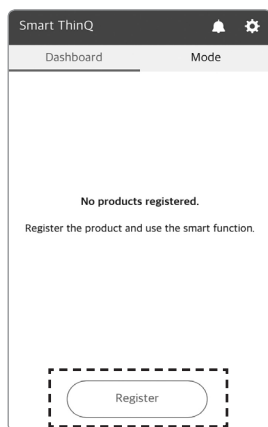 Smart ThinQ
Dashboard Mode
No products registered.
Register the product and use the smart function.
Register